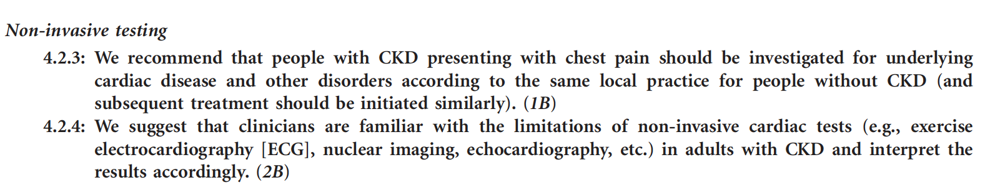 Non-invasive testing
4.2.3: We recommend that people with CKD presenting with chest pain should be investigated for underlying
cardiac disease and other disorders according to the same local practice for people without CKD (and
subsequent treatment should be initiated similarly). (1B)
4.2.4: We suggest that clinicians are familiar with the limitations of non-invasive cardiac tests (e.g., exercise
electrocardiography [ECG], nuclear imaging, echocardiography, etc.) in adults with CKD and interpret the
results accordingly. (2B)